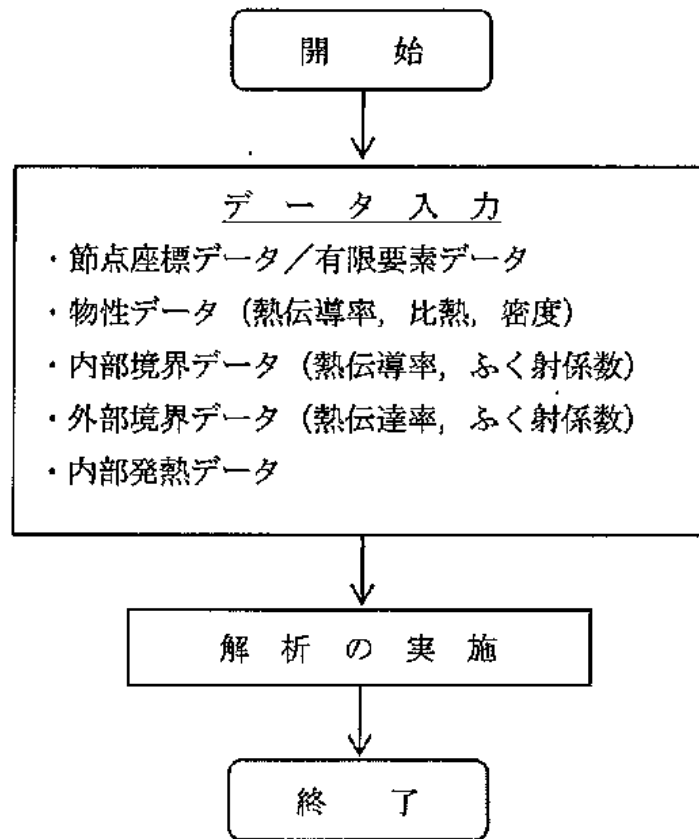 開始
データ入力
・節点座標データ／有限要素データ
・物性データ（熱伝導率，比熱，密度）
・内部境界データ（熱伝導率，ふく射係数）
・外部境界データ（熱伝達率，ふく射係数）
・内部発熱データ
解析の実施
終了